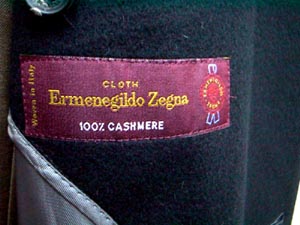 Woven in Italy
CLOTH
Ermenegildo Zegna
100% CASHMERE